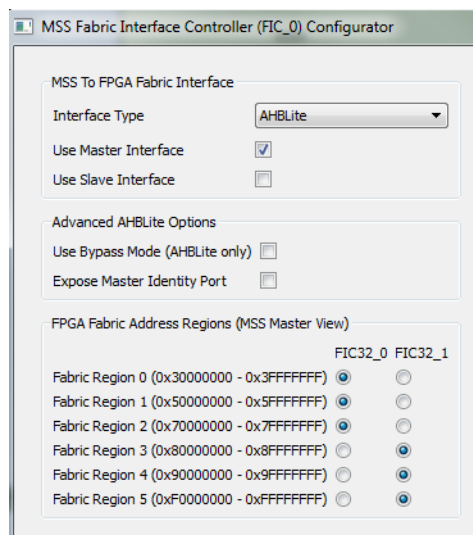 MSS Fabric Interface Controller (FIC_0) Configurator
MSS To FPGA Fabric Interface
Interface Type AHBLite
Use Master Interface
Use Slave Interface
Advanced AHBLite Options
Use Bypass Mode (AHBLite only)
Expose Master Identity Port
FPGA Fabric Address Regions (MSS Master View)
FIC32_0 FIC32_1
Fabric Region 0 (0x30000000 - 0x3FFFFFFF)
Fabric Region 1 (0x50000000 - 0x5FFFFFFF)
Fabric Region 2 (0x70000000 - 0x7FFFFFFF)
Fabric Region 3 (0x80000000 - 0x8FFFFFFF)
Fabric Region 4 (0x90000000 - 0x9FFFFFFF)
Fabric Region 5 (0xF0000000 - 0xFFFFFFFF)